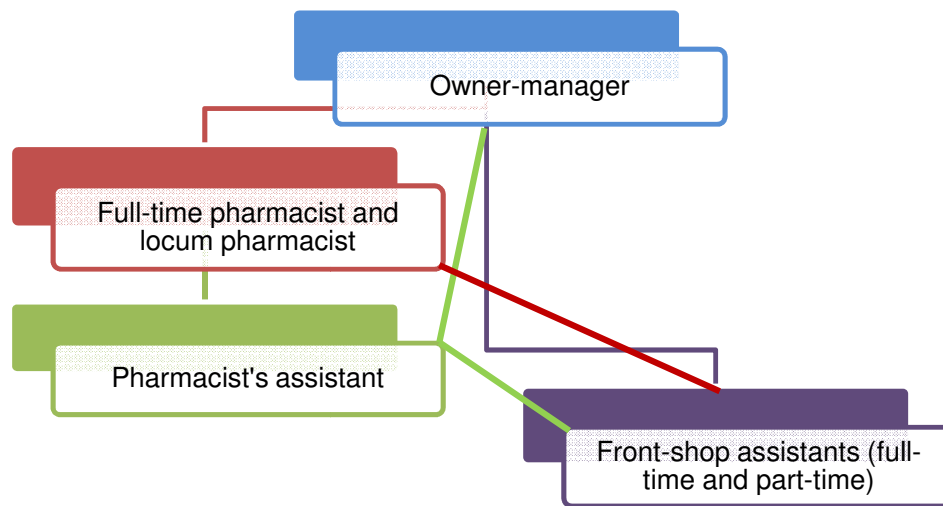 Owner-manager
Full-time pharmacist and
locum pharmacist
Pharmacist's assistant
Front-shop assistants (full-
time and part-time)